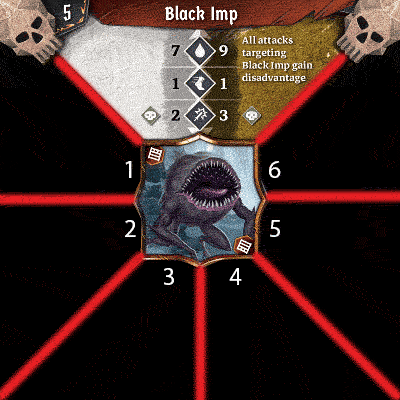 5
Black Imp
7 9
All attacks
targeting
Black Imp gain
disadvantage
1 1
2 3
1 6
2 5
3 4